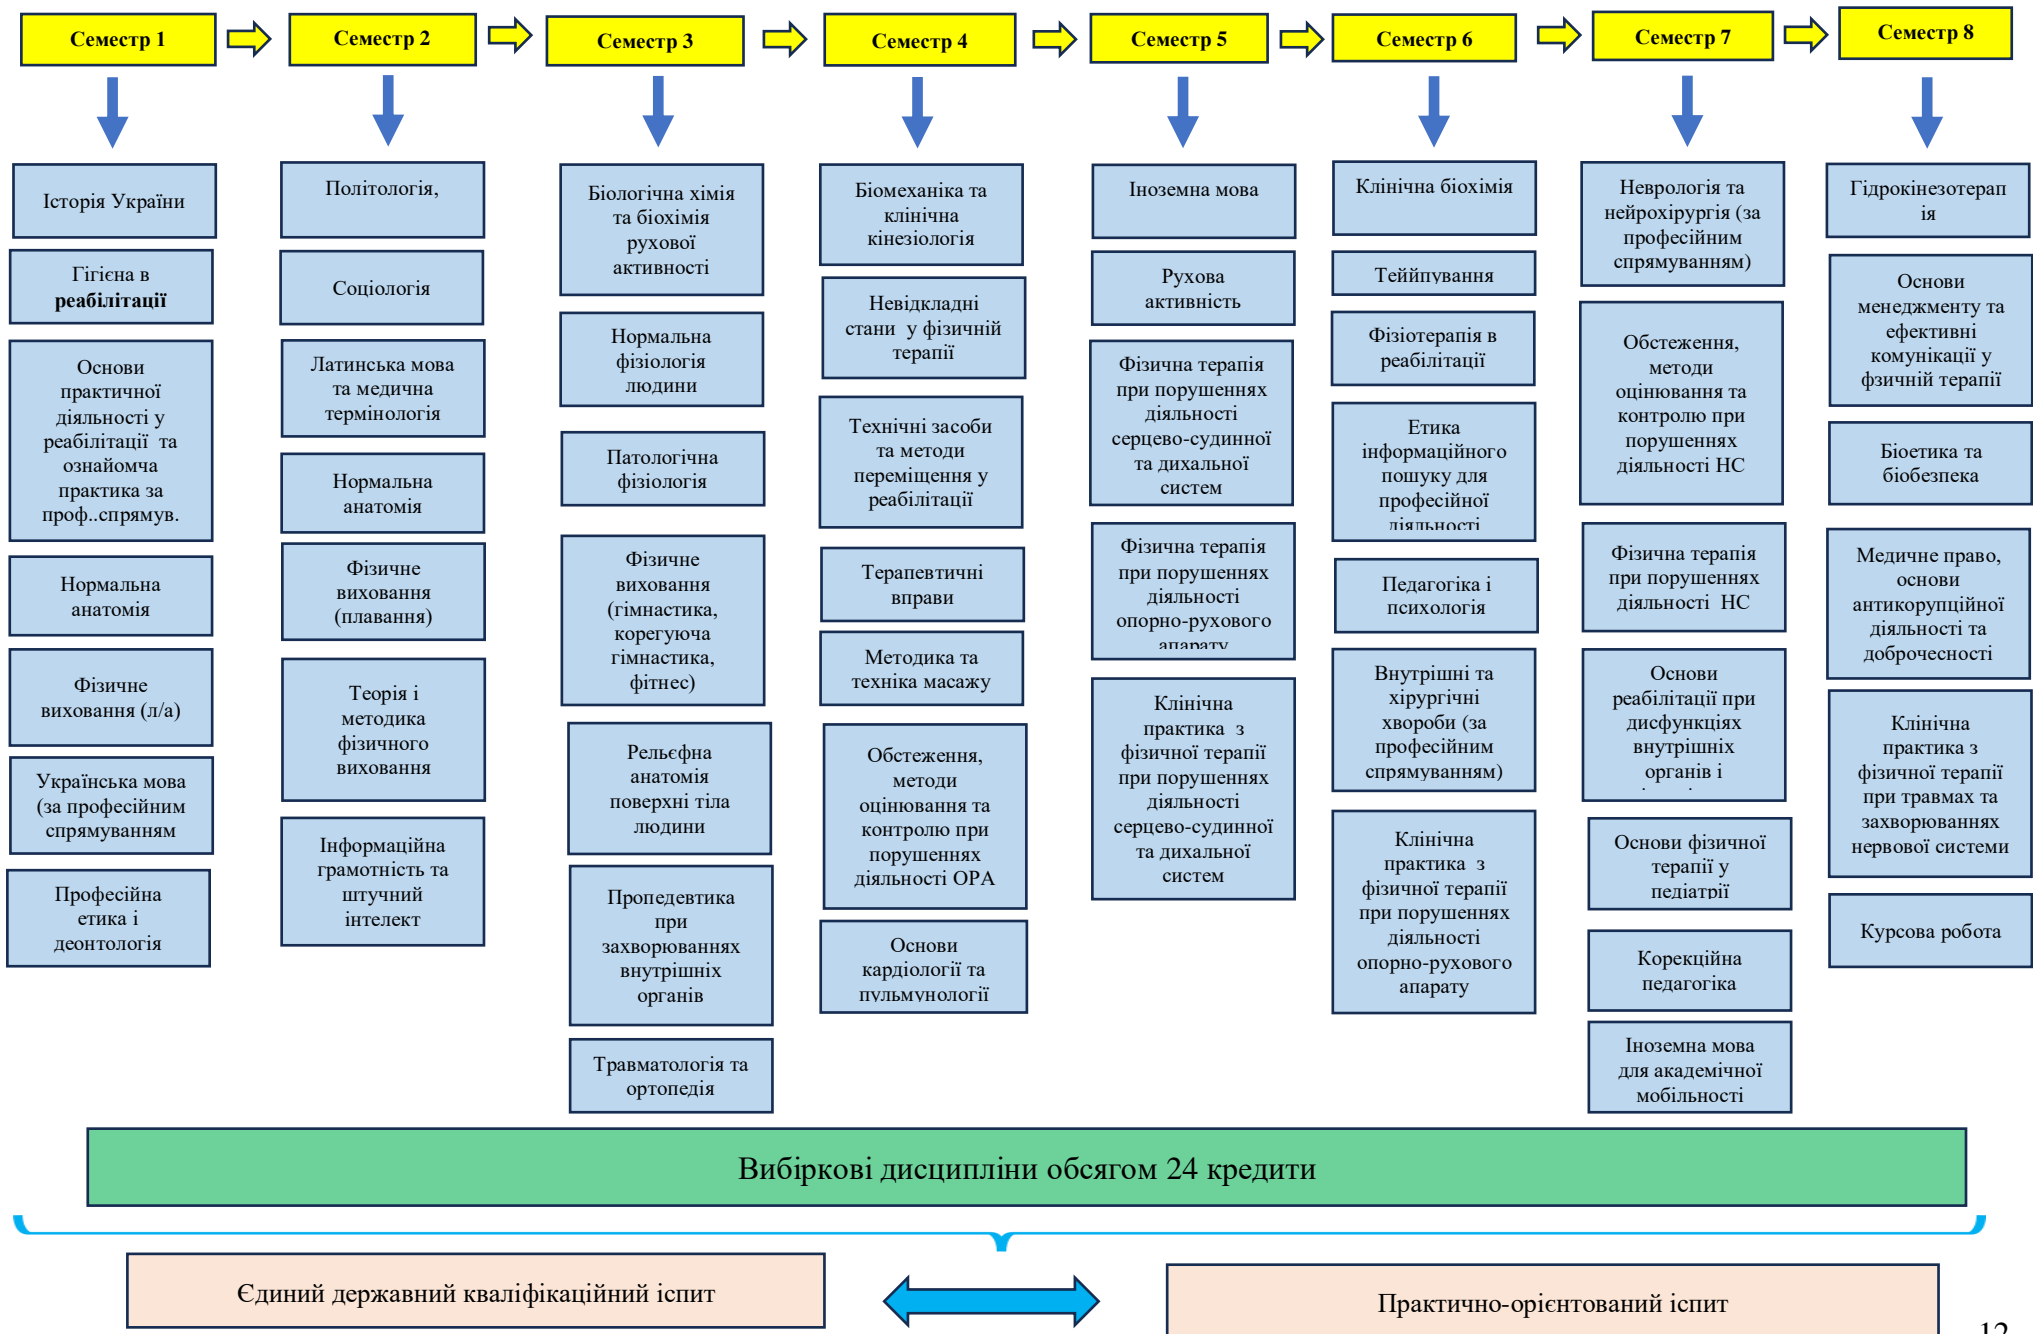 Семестр 1
Семестр 2
Семестр 3
Семестр 4
Семестр 5
Семестр 6
Семестр 7
Семестр 8
Історія України
Гігієна в
реабілітації
Основи
практичної
діяльності у
реабілітації та
ознайомча
практика за
проф..спрямув.
Нормальна
анатомія
Фізичне
виховання (л/а)
Українська мова
(за професійним
спрямуванням
Професійна
етика і
деонтологія
Політологія,
Соціологія
Латинська мова
та медична
термінологія
Нормальна
анатомія
Фізичне
виховання
(плавання)
Теорія і
методика
фізичного
виховання
Інформаційна
грамотність та
штучний
інтелект
Біологічна хімія
та біохімія
рухової
активності
Нормальна
фізіологія
людини
Патологічна
фізіологія
Фізичне
виховання
(гімнастика,
корегуюча
гімнастика,
фітнес)
Рельєфна
анатомія
поверхні тіла
людини
Пропедевтика
при
захворюваннях
внутрішніх
органів
Травматологія та
ортопедія
Біомеханіка та
клінічна
кінезіологія
Невідкладні
стани у фізичній
терапії
Технічні засоби
та методи
переміщення у
реабілітації
Терапевтичні
вправи
Методика та
техніка масажу
Обстеження,
методи
оцінювання та
контролю при
порушеннях
діяльності ОРА
Основи
кардіології та
пульмунології
Іноземна мова
Рухова
активність
Фізична терапія
при порушеннях
діяльності
серцево-судинної
та дихальної
систем
Фізична терапія
при порушеннях
діяльності
опорно-рухового
апарату
Клінічна
практика з
фізичної терапії
при порушеннях
діяльності
серцево-судинної
та дихальної
систем
Клінічна біохімія
Теййпування
Фізіотерапія в
реабілітації
Етика
інформаційного
пошуку для
професійної
діяльності
Педагогіка і
психологія
Внутрішні та
хірургічні
хвороби (за
професійним
спрямуванням)
Клінічна
практика з
фізичної терапії
при порушеннях
діяльності
опорно-рухового
апарату
Неврологія та
нейрохірургія (за
професійним
спрямуванням)
Обстеження,
методи
оцінювання та
контролю при
порушеннях
діяльності НС
Фізична терапія
при порушеннях
діяльності НС
Основи
реабілітації при
дисфункціях
внутрішніх
органів і
Основи фізичної
терапії у
педіатрії
Корекційна
педагогіка
Іноземна мова
для академічної
мобільності
Гідрокінезотерап
ія
Основи
менеджменту та
ефективні
комунікації у
фзичній терапії
Біоетика та
біобезпека
Медичне право,
основи
антикорупційної
діяльності та
доброчесності
Клінічна
практика з
фізичної терапії
при травмах та
захворюваннях
нервової системи
Курсова робота
Вибіркові дисципліни обсягом 24 кредити
Єдиний державний кваліфікаційний іспит
Практично-орієнтований іспит
12